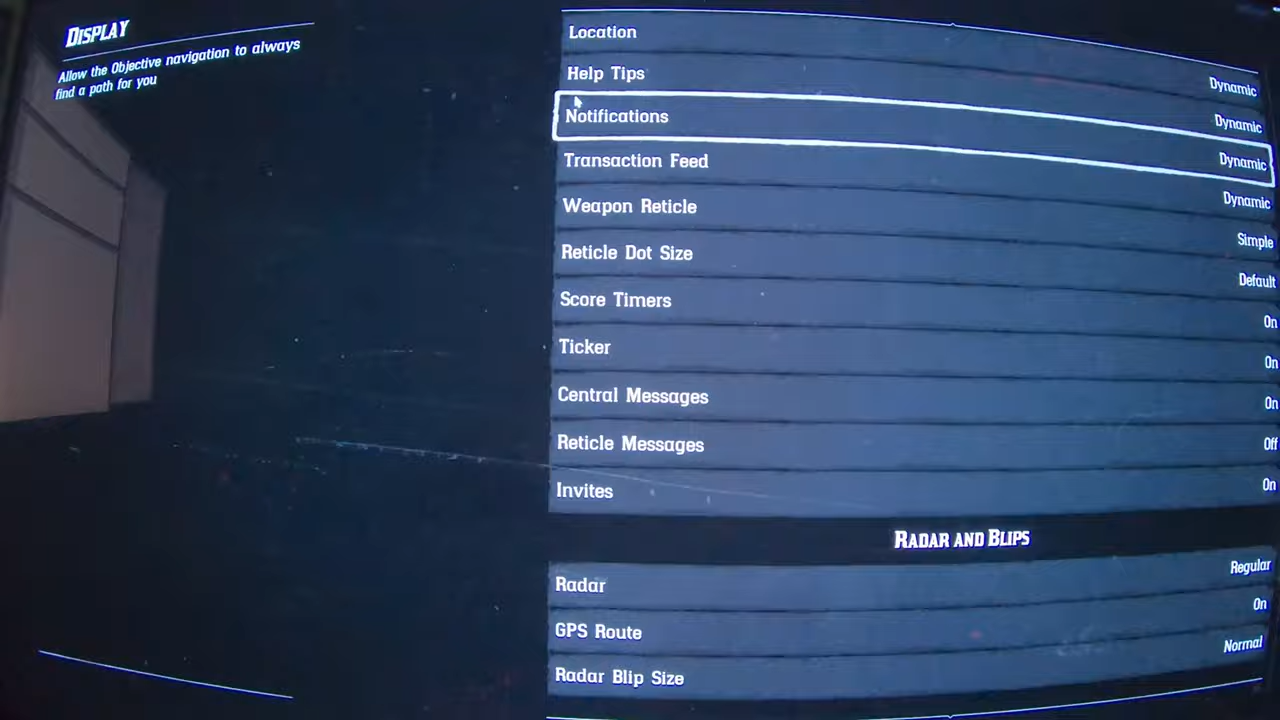 DISPLAY
Allow the Objective navigation to always
find a path for you
Location Dynamic
Help Tips Dynamic
Notifications Dynamic
Transaction Feed Dynamic
Weapon Reticle Simple
Reticle Dot Size Default
Score Timers On
Ticker On
Central Messages On
Reticle Messages Off
Invites On
RADAR AND BLIPS
Radar Regular
GPS Route On
Radar Blip Size Normal